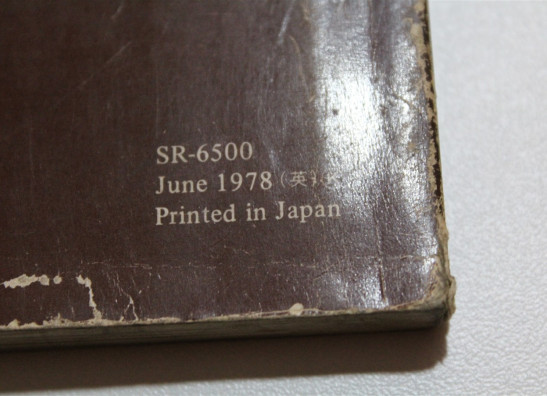 SR-6500
June 1978 (英
Printed in Japan